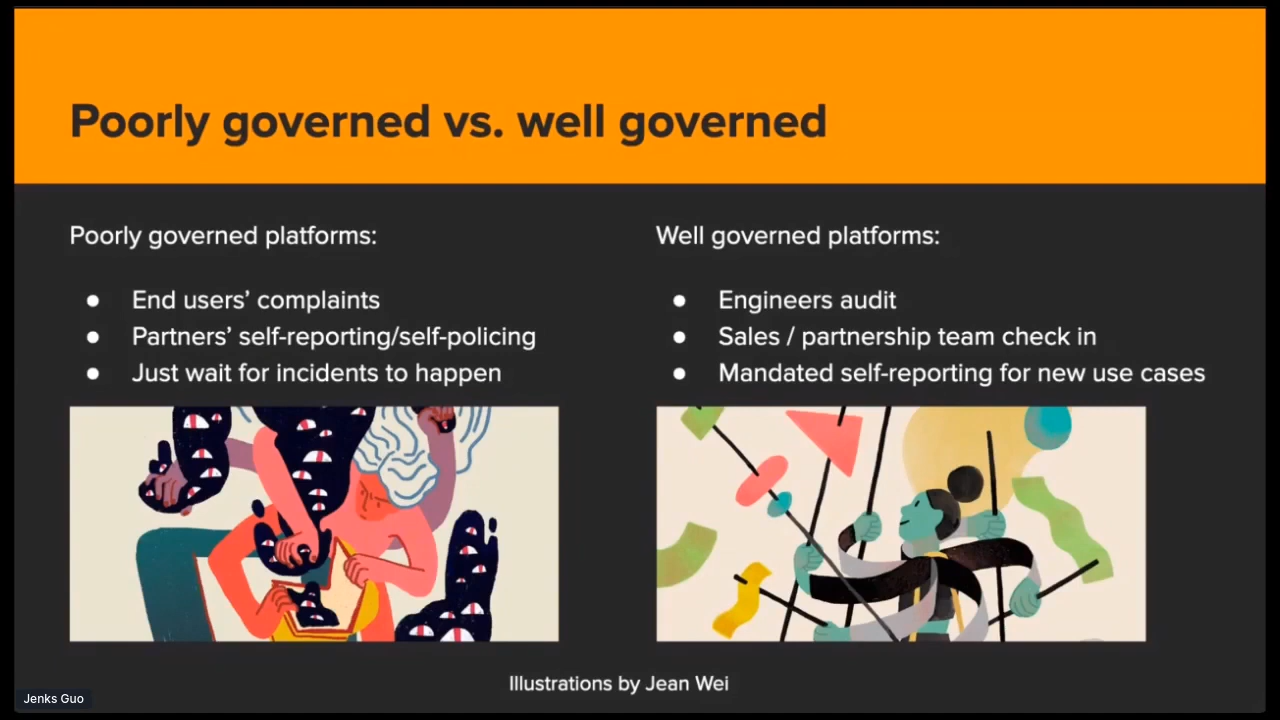 Poorly governed vs. well governed
Poorly governed platforms:
● End users’ complaints
● Partners’ self-reporting/self-policing
● Just wait for incidents to happen
Well governed platforms:
● Engineers audit
● Sales / partnership team check in
● Mandated self-reporting for new use cases
Illustrations by Jean Wei
Jenks Guo